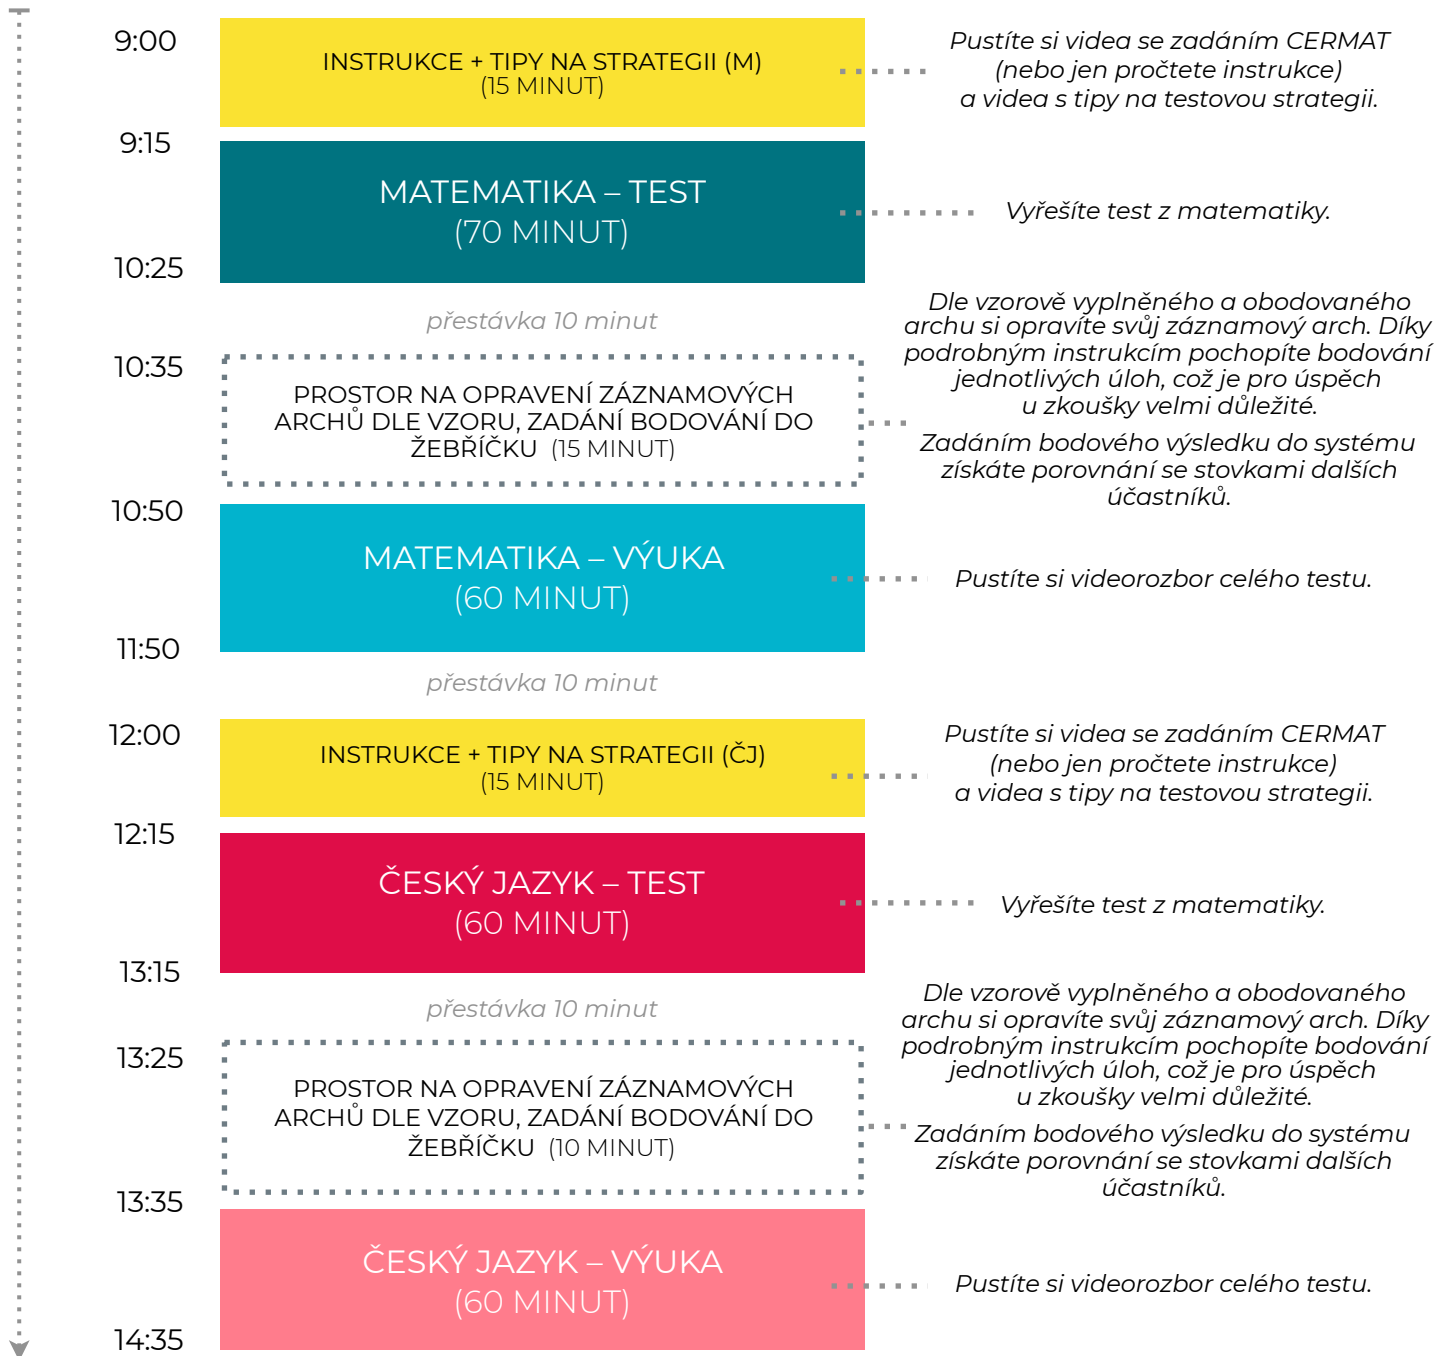 9:00
INSTRUKCE + TIPY NA STRATEGII (M)
(15 MINUT)
Pustíte si videa se zadáním CERMAT
(nebo jen pročtete instrukce)
a videa s tipy na testovou strategii.
9:15
MATEMATIKA – TEST
(70 MINUT)
Vyřešíte test z matematiky.
10:25
přestávka 10 minut
10:35
PROSTOR NA OPRAVENÍ ZÁZNAMOVÝCH
ARCHŮ DLE VZORU, ZADÁNÍ BODOVÁNÍ DO
ŽEBŘÍČKU (15 MINUT)
Dle vzorově vyplněného a obodovaného
archu si opravíte svůj záznamový arch. Díky
podrobným instrukcím pochopíte bodování
jednotlivých úloh, což je pro úspěch
u zkoušky velmi důležité.
Zadáním bodového výsledku do systému
získáte porovnání se stovkami dalších
účastníků.
10:50
MATEMATIKA – VÝUKA
(60 MINUT)
Pustíte si videorozbor celého testu.
11:50
přestávka 10 minut
12:00
INSTRUKCE + TIPY NA STRATEGII (ČJ)
(15 MINUT)
Pustíte si videa se zadáním CERMAT
(nebo jen pročtete instrukce)
a videa s tipy na testovou strategii.
12:15
ČESKÝ JAZYK – TEST
(60 MINUT)
Vyřešíte test z matematiky.
13:15
přestávka 10 minut
13:25
PROSTOR NA OPRAVENÍ ZÁZNAMOVÝCH
ARCHŮ DLE VZORU, ZADÁNÍ BODOVÁNÍ DO
ŽEBŘÍČKU (10 MINUT)
Dle vzorově vyplněného a obodovaného
archu si opravíte svůj záznamový arch. Díky
podrobným instrukcím pochopíte bodování
jednotlivých úloh, což je pro úspěch
u zkoušky velmi důležité.
Zadáním bodového výsledku do systému
získáte porovnání se stovkami dalších
účastníků.
13:35
ČESKÝ JAZYK – VÝUKA
(60 MINUT)
Pustíte si videorozbor celého testu.
14:35